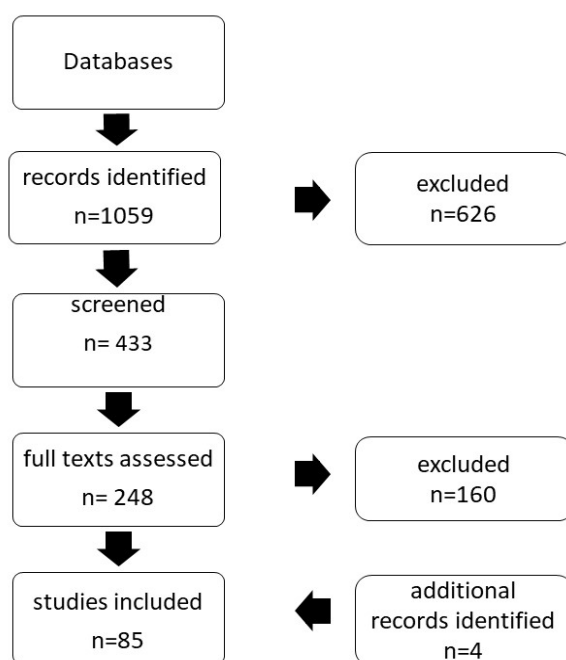 Databases
records identified
n=1059
excluded
n=626
screened
n= 433
full texts assessed
n= 248
excluded
n=160
studies included
n=85
additional
records identified
n=4